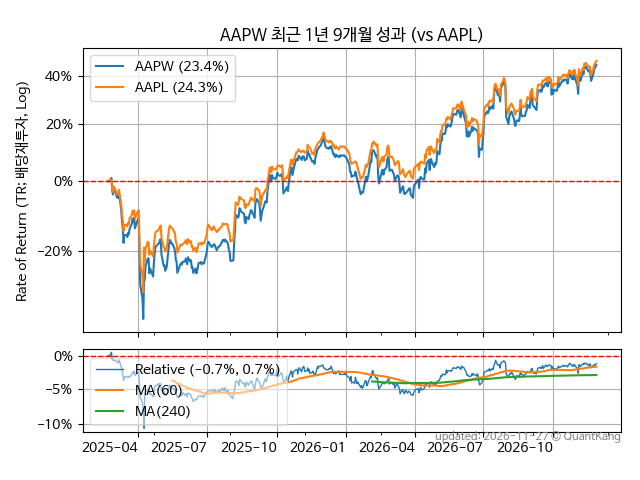 AAPW 최근 1년 9개월 성과 (vs AAPL)
Rate of Return (TR: 배당재투자, Log)
AAPW (23.4%)
AAPL (24.3%)
40%
20%
0%
−20%
0%
−5%
−10%
Relative (−0.7%, 0.7%)
MA(60)
MA(240)
2025−04
2025−07
2025−10
2026−01
2026−04
2026−07
2026−10
updated: 2026−11−27 © QuantKang